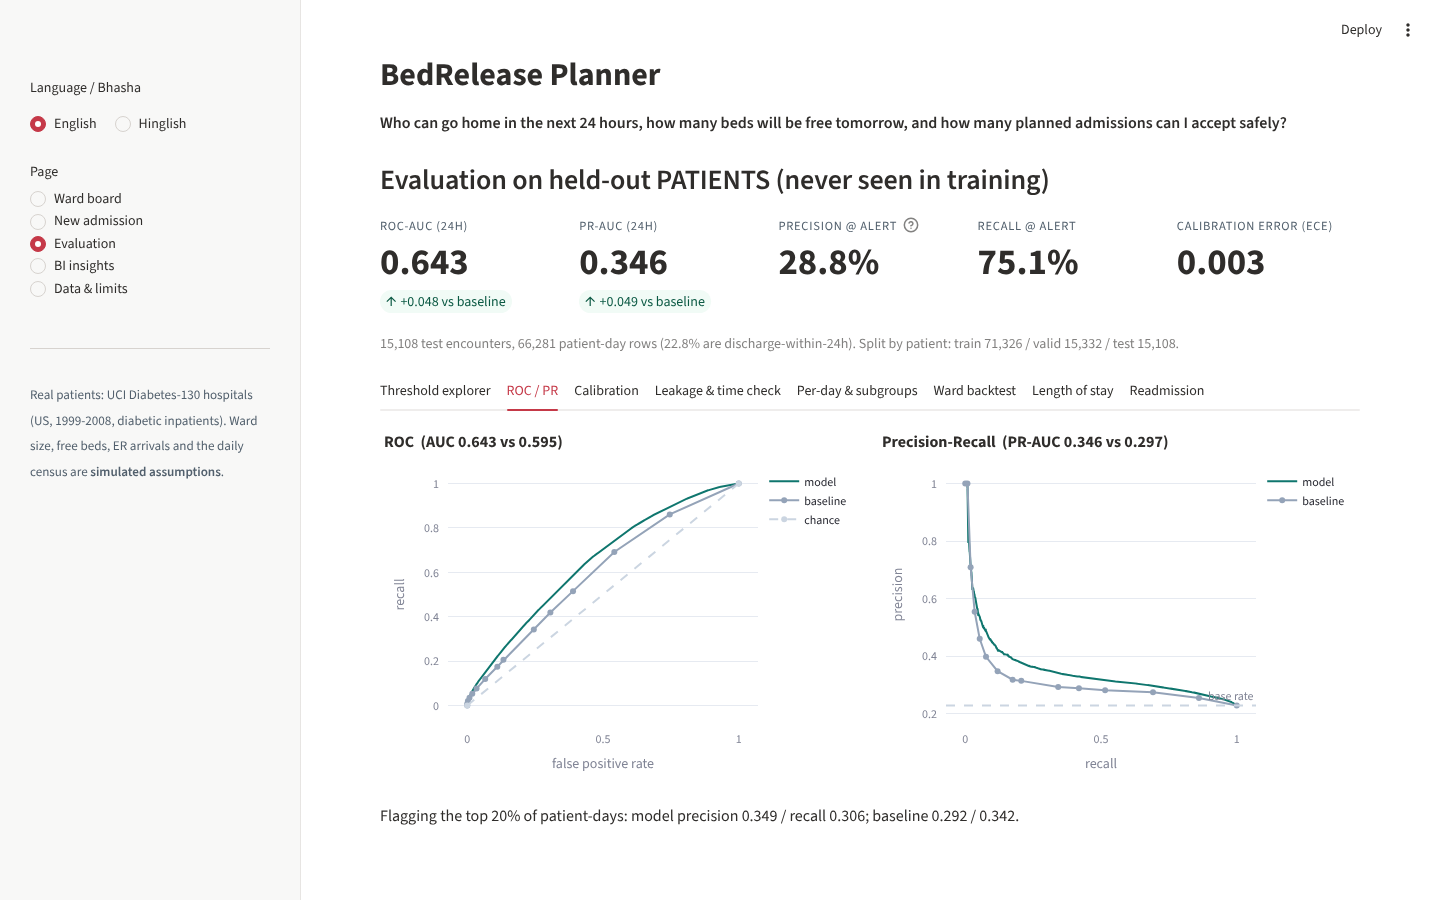 Deploy
Language / Bhasha
English
Hinglish
Page
Ward board
New admission
Evaluation
BI insights
Data & limits
Real patients: UCI Diabetes-130 hospitals
(US, 1999-2008, diabetic inpatients). Ward
size, free beds, ER arrivals and the daily
census are simulated assumptions.
BedRelease Planner
Who can go home in the next 24 hours, how many beds will be free tomorrow, and how many planned admissions can I accept safely?
Evaluation on held-out PATIENTS (never seen in training)
ROC-AUC (24H)
0.643
↑ +0.048 vs baseline
PR-AUC (24H)
0.346
↑ +0.049 vs baseline
PRECISION @ ALERT ?
28.8%
RECALL @ ALERT
75.1%
CALIBRATION ERROR (ECE)
0.003
15,108 test encounters, 66,281 patient-day rows (22.8% are discharge-within-24h). Split by patient: train 71,326 / valid 15,332 / test 15,108.
Threshold explorer ROC / PR Calibration Leakage & time check Per-day & subgroups Ward backtest Length of stay Readmission
ROC (AUC 0.643 vs 0.595)
recall
1
0.8
0.6
0.4
0.2
0
0 0.5 1
false positive rate
model
baseline
chance
Precision-Recall (PR-AUC 0.346 vs 0.297)
precision
1
0.8
0.6
0.4
0.2
base rate
0 0.5 1
recall
model
baseline
Flagging the top 20% of patient-days: model precision 0.349 / recall 0.306; baseline 0.292 / 0.342.